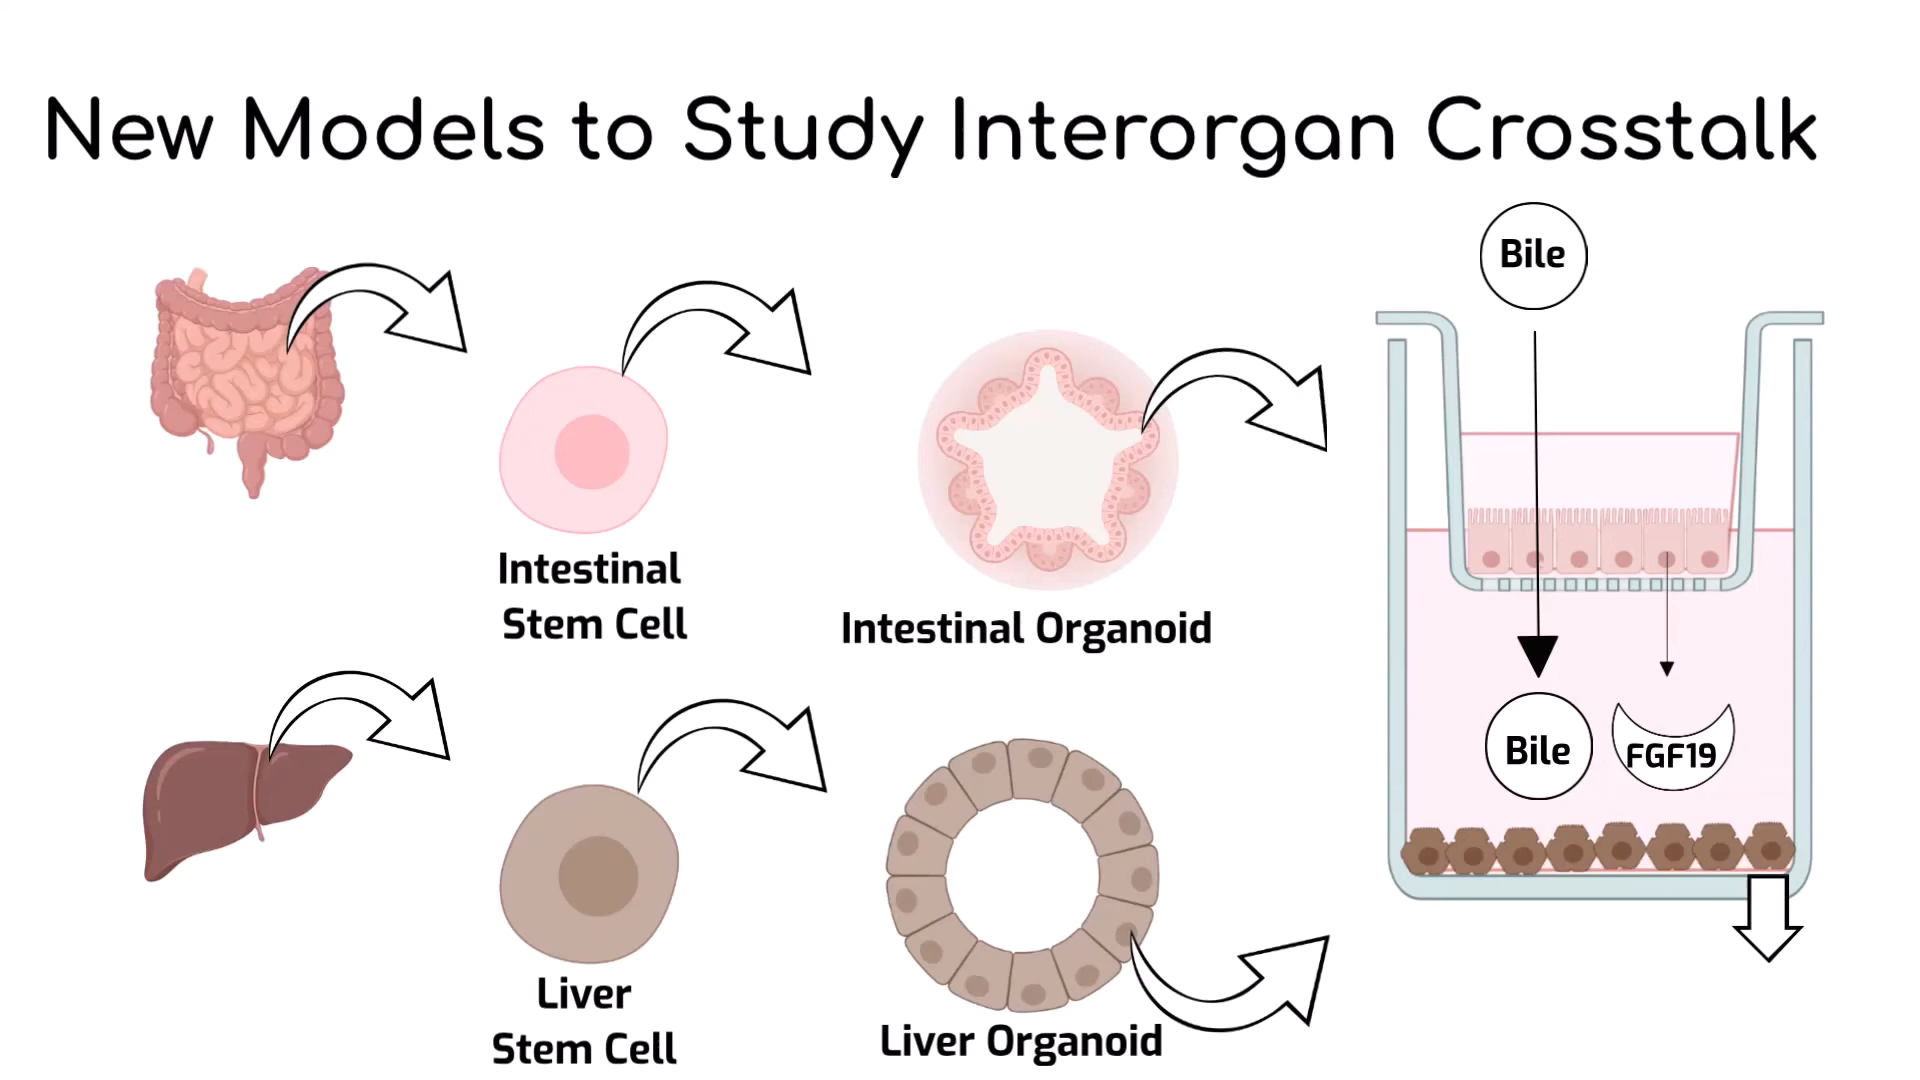 New Models to Study Interorgan Crosstalk
Bile
Intestinal
Stem Cell
Intestinal Organoid
Bile
FGF19
Liver
Stem Cell
Liver Organoid